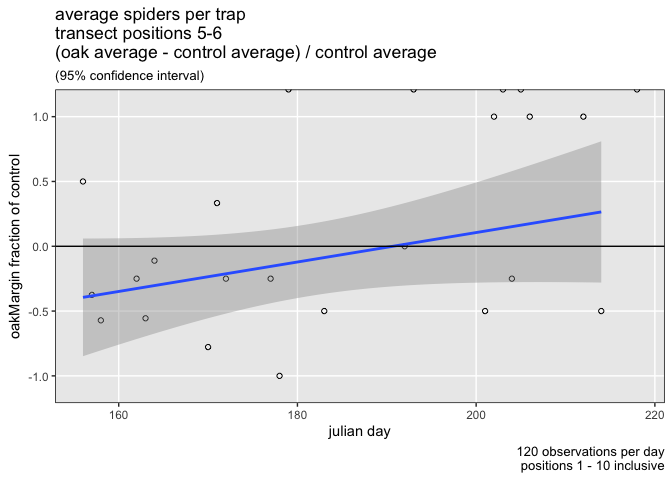 average spiders per trap
transect positions 5-6
(oak average - control average) / control average
(95% confidence interval)
oakMargin fraction of control
1.0
0.5
0.0
-0.5
-1.0
160
180
200
220
julian day
120 observations per day
positions 1 - 10 inclusive